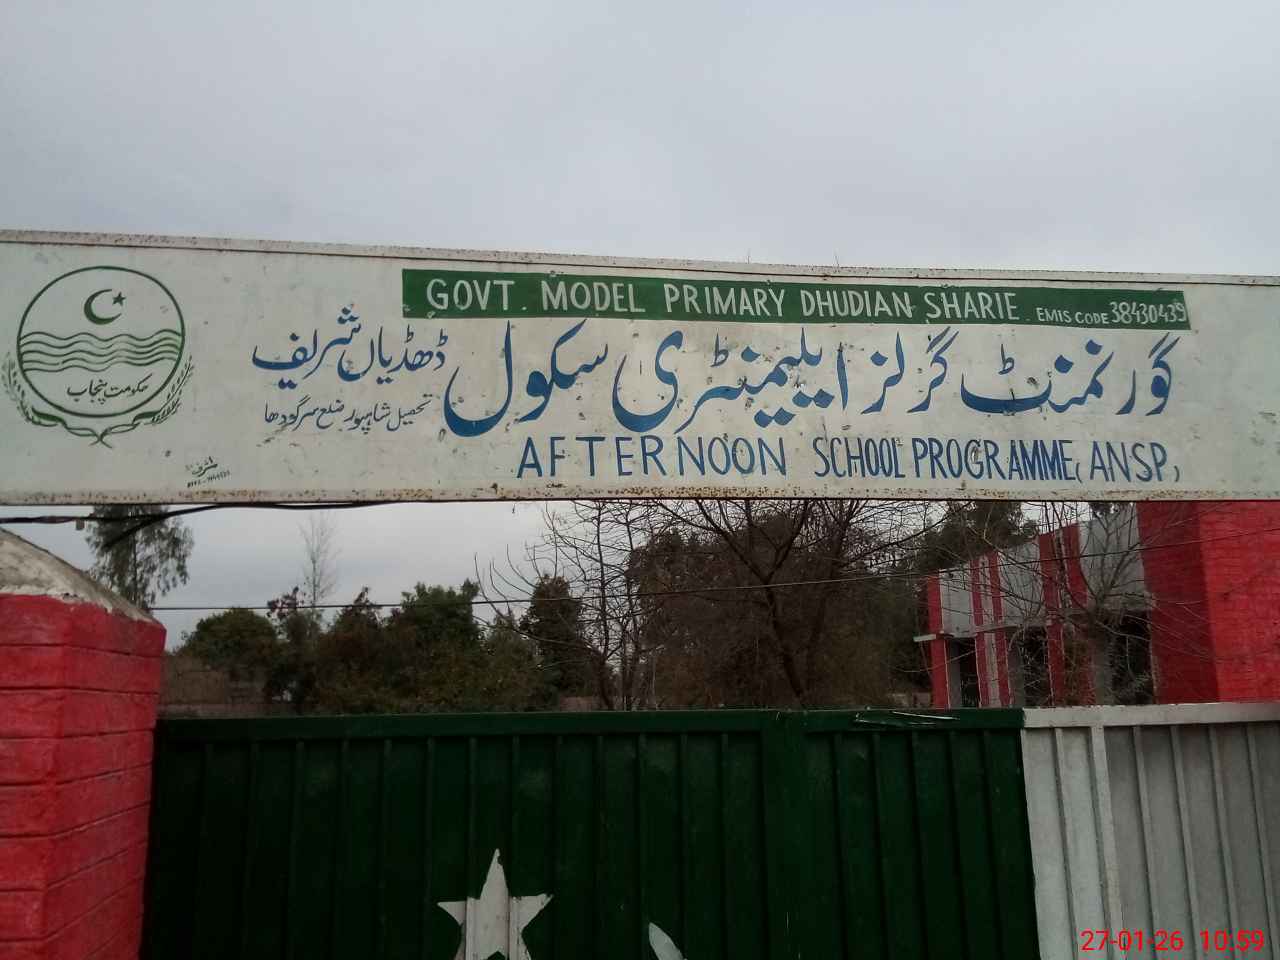 GOVT. MODEL PRIMARY DHUDIAN SHARIE EMIS CODE 38430439
گورنمنٹ گرلز ایلیمنٹری سکول ڈھڈیاں شریف
تحصیل شاہپور ضلع سرگودھا
حکومت پنجاب
AFTERNOON SCHOOL PROGRAMME (ANSP)
27-01-26 10:59